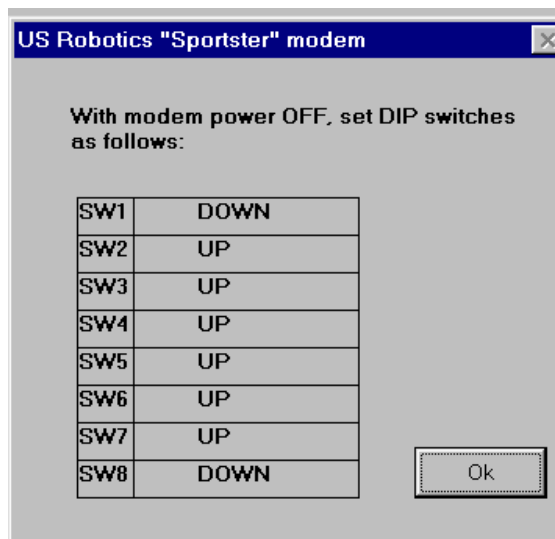 US Robotics "Sportster" modem
With modem power OFF, set DIP switches
as follows:
SW1 DOWN
SW2 UP
SW3 UP
SW4 UP
SW5 UP
SW6 UP
SW7 UP
SW8 DOWN
Ok